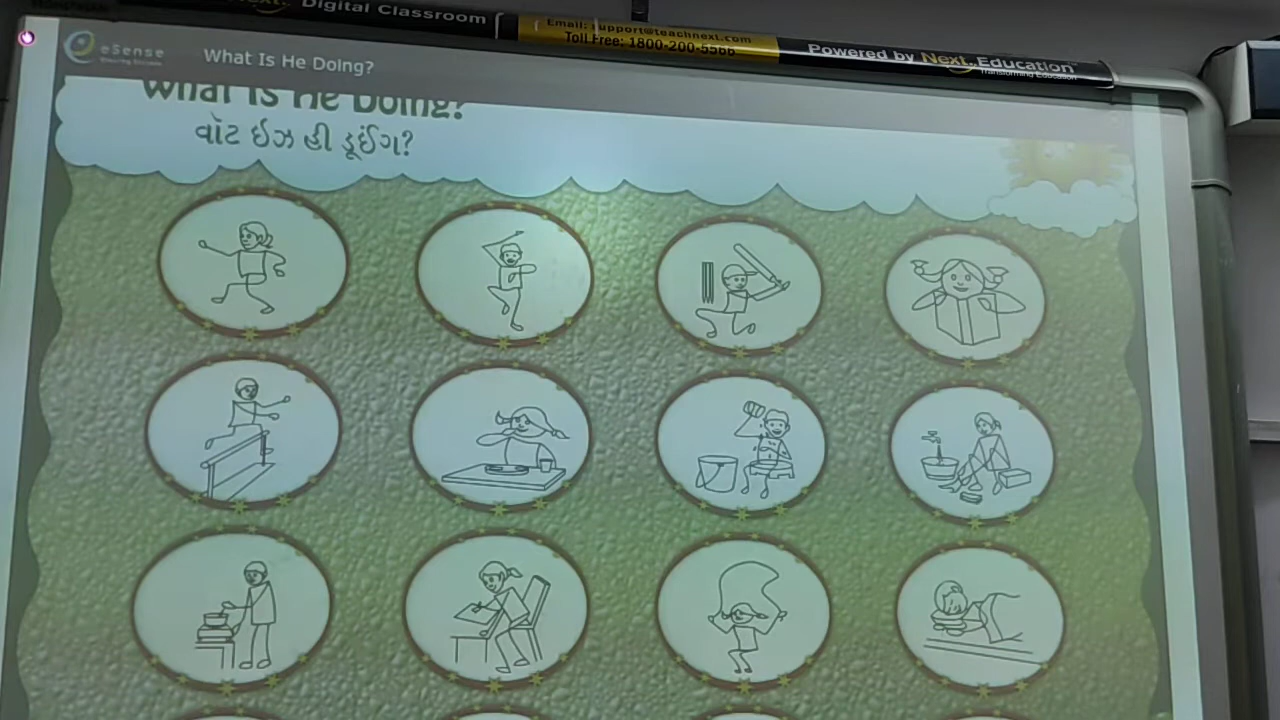 Digital Classroom
Email: support@teachnext.com
Toll Free: 1800-200-5566
Powered by Next Education
Transforming Education
eSense
What Is He Doing?
What Is He Doing?
વૉટ ઇઝ હી ડૂઈંગ?